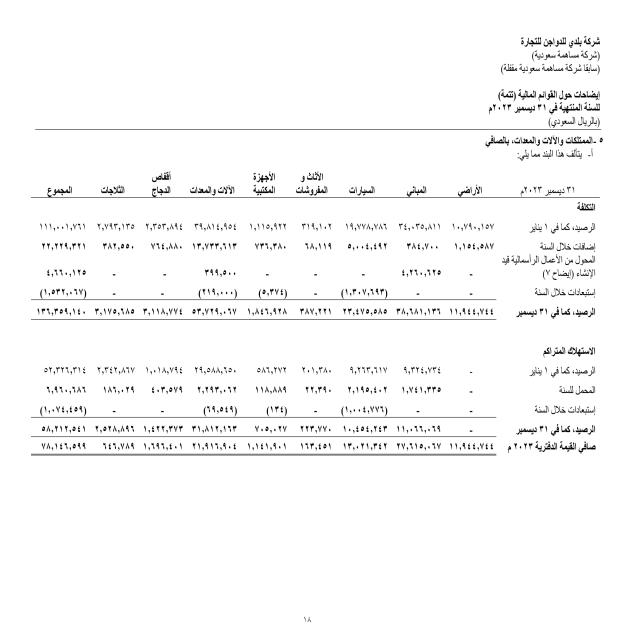 شركة بلدي للدواجن للتجارة
(شركة مساهمة سعودية)
(سابقا شركة مساهمة سعودية مقفلة)
إيضاحات حول القوائم المالية (تتمة)
للسنة المنتهية في ٣١ ديسمبر ٢٠٢٣م
(بالريال السعودي)
٥ -الممتلكات والآلات والمعدات، بالصافي
أ- يتألف هذا البند مما يلي:
٣١ ديسمبر ٢٠٢٣م الأراضي المباني السيارات الأثاث و المفروشات الأجهزة المكتبية الآلات والمعدات أقفاص الدجاج الثلاجات المجموع
التكلفة
الرصيد، كما في ١ يناير ١٠,٧٩٠,١٥٧ ٣٤,٠٣٥,٨١١ ١٩,٧٧٨,٧٨٦ ٣١٩,١٠٢ ١,١١٥,٩٢٢ ٣٩,٨١٤,٩٥٤ ٢,٣٥٣,٨٩٤ ٢,٧٩٣,١٣٥ ١١١,٠٠١,٧٦١
إضافات خلال السنة ١,١٥٤,٥٨٧ ٣٨٤,٧٠٠ ٥,٠٠٤,٤٩٢ ٦٨,١١٩ ٧٣٦,٣٨٠ ١٣,٧٣٣,٦١٣ ٧٦٤,٨٨٠ ٣٨٢,٥٥٠ ٢٢,٢٢٩,٣٢١
المحول من الأعمال الرأسمالية قيد
الإنشاء (إيضاح ٧) - ٤,٢٦٠,٦٢٥ - - - ٣٩٩,٥٠٠ - - ٤,٦٦٠,١٢٥
إستبعادات خلال السنة - - (١,٣٠٧,٦٩٣) - (٥,٣٧٤) (٢١٩,٠٠٠) - - (١,٥٣٢,٠٦٧)
الرصيد، كما في ٣١ ديسمبر ١١,٩٤٤,٧٤٤ ٣٨,٦٨١,١٣٦ ٢٣,٤٧٥,٥٨٥ ٣٨٧,٢٢١ ١,٨٤٦,٩٢٨ ٥٣,٧٢٩,٠٦٧ ٣,١١٨,٧٧٤ ٣,١٧٥,٦٨٥ ١٣٦,٣٥٩,١٤٠
الاستهلاك المتراكم
الرصيد، كما في ١ يناير - ٩,٣٢٤,٧٣٤ ٩,٢٦٣,٦١٧ ٢٠١,٣٨٠ ٥٨٦,٢٧٢ ٢٩,٥٨٨,٦٥٠ ١,٠١٨,٧٩٤ ٢,٣٤٢,٨٦٧ ٥٢,٣٢٦,٣١٤
المحمل للسنة - ١,٧٤١,٣٣٥ ٢,١٩٥,٤٠٢ ٢٢,٣٩٠ ١١٨,٨٨٩ ٢,٢٩٣,٠٦٢ ٤٠٣,٥٧٩ ١٨٦,٠٢٩ ٦,٩٦٠,٦٨٦
إستبعادات خلال السنة - - (١,٠٠٤,٧٧٦) - (١٣٤) (٦٩,٥٤٩) - - (١,٠٧٤,٤٥٩)
الرصيد، كما في ٣١ ديسمبر - ١١,٠٦٦,٠٦٩ ١٠,٤٥٤,٢٤٣ ٢٢٣,٧٧٠ ٧٠٥,٠٢٧ ٣١,٨١٢,١٦٣ ١,٤٢٢,٣٧٣ ٢,٥٢٨,٨٩٦ ٥٨,٢١٢,٥٤١
صافي القيمة الدفترية ٢٠٢٣ م ١١,٩٤٤,٧٤٤ ٢٧,٦١٥,٠٦٧ ١٣,٠٢١,٣٤٢ ١٦٣,٤٥١ ١,١٤١,٩٠١ ٢١,٩١٦,٩٠٤ ١,٦٩٦,٤٠١ ٦٤٦,٧٨٩ ٧٨,١٤٦,٥٩٩
١٨